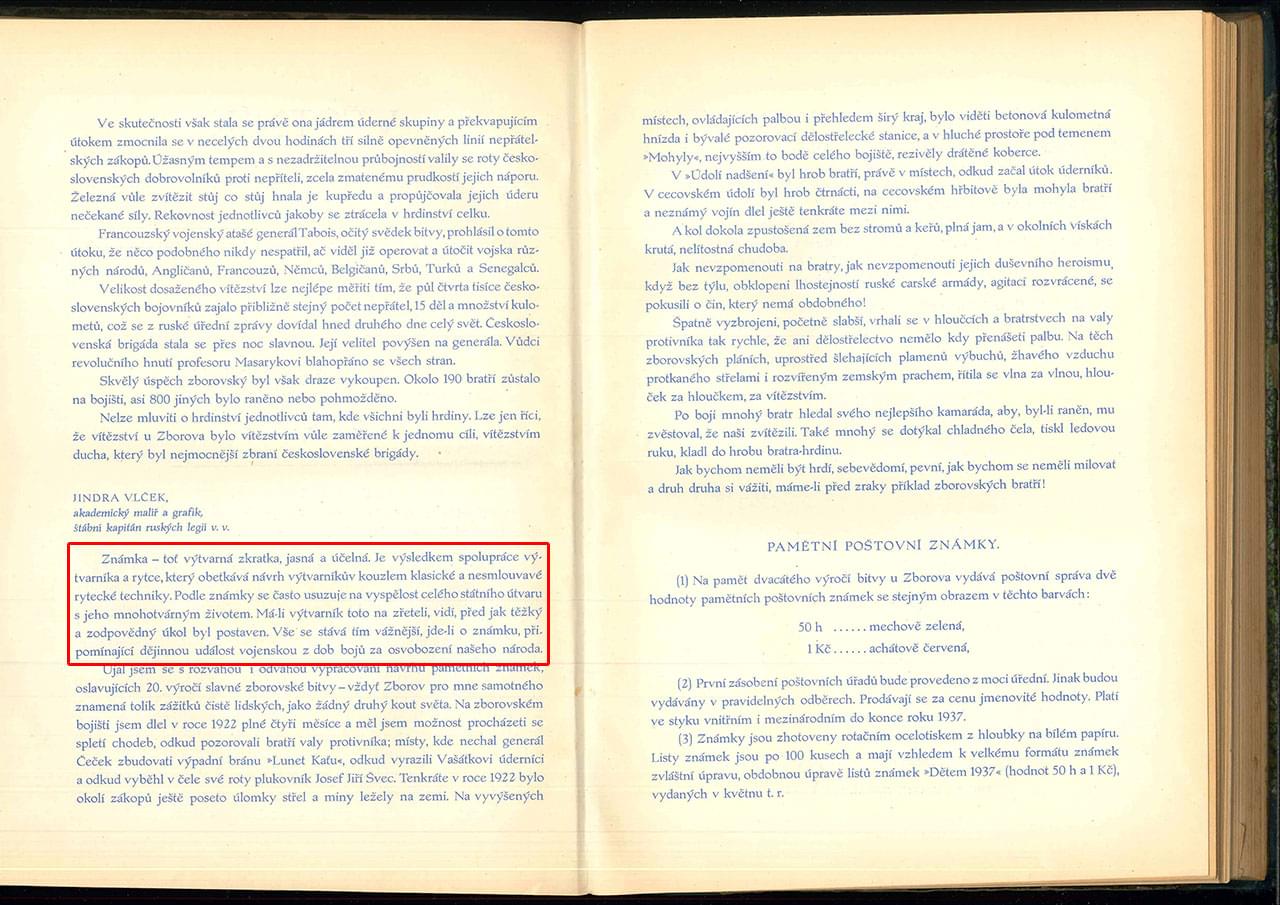 Ve skutečnosti však stala se právě ona jádrem úderné skupiny a překvapujícím
útokem zmocnila se v necelých dvou hodinách tří silně opevněných linií nepřátel-
ských zákopů. Úžasným tempem a s nezadržitelnou průbojností valily se roty česko-
slovenských dobrovolníků proti nepříteli, zcela zmatenému prudkostí jejich náporu.
Železná vůle zvítězit stůj co stůj hnala je kupředu a propůjčovala jejich úderu
nečekané síly. Rekovnost jednotlivců jakoby se ztrácela v hrdinství celku.
Francouzský vojenský atašé generál Tabois, očitý svědek bitvy, prohlásil o tomto
útoku, že něco podobného nikdy nespatřil, ač viděl již operovat a útočit vojska růz-
ných národů, Angličanů, Francouzů, Němců, Belgičanů, Srbů, Turků a Senegalců.
Velikost dosaženého vítězství lze nejlépe měřiti tím, že půl čtvrta tisíce česko-
slovenských bojovníků zajalo přibližně stejný počet nepřátel, 15 děl a množství kulo-
metů, což se z ruské úřední zprávy dovídal hned druhého dne celý svět. Českoslo-
venská brigáda stala se přes noc slavnou. Její velitel povýšen na generála. Vůdci
revolučního hnutí profesoru Masarykovi blahopřáno se všech stran.
Skvělý úspěch zborovský byl však draze vykoupen. Okolo 190 bratří zůstalo
na bojišti, asi 800 jiných bylo raněno nebo pohmožděno.
Nelze mluviti o hrdinství jednotlivců tam, kde všichni byli hrdiny. Lze jen říci,
že vítězství u Zborova bylo vítězstvím vůle zaměřené k jednomu cíli, vítězstvím
ducha, který byl nejmocnější zbraní československé brigády.
JINDRA VLČEK,
akademický malíř a grafik,
štábní kapitán ruských legií v. v.
Známka – toť výtvarná zkratka, jasná a účelná. Je výsledkem spolupráce vý-
tvarníka a rytce, který obetkává návrh výtvarníkův kouzlem klasické a nesmlouvavé
rytecké techniky. Podle známky se často usuzuje na vyspělost celého státního útvaru
s jeho mnohotvárným životem. Má-li výtvarník toto na zřeteli, vidí, před jak těžký
a zodpovědný úkol byl postaven. Vše se stává tím vážnější, jde-li o známku, při-
pomínající dějinnou událost vojenskou z dob bojů za osvobození našeho národa.
Ujal jsem se s rozvahou i odvahou vypracování návrhu pamětních známek,
oslavujících 20. výročí slavné zborovské bitvy – vždyť Zborov pro mne samotného
znamená tolik zážitků čistě lidských, jako žádný druhý kout světa. Na zborovském
bojišti jsem dlel v roce 1922 plné čtyři měsíce a měl jsem možnost procházeti se
spletí chodeb, odkud pozorovali bratří valy protivníka; místy, kde nechal generál
Čeček zbudovati výpadní bránu »Lunet Kaťu«, odkud vyrazili Vašátkovi úderníci
a odkud vyběhl v čele své roty plukovník Josef Jiří Švec. Tenkráte v roce 1922 bylo
okolí zákopů ještě poseto úlomky střel a miny ležely na zemi. Na vyvýšených
místech, ovládajících palbou i přehledem širý kraj, bylo viděti betonová kulometná
hnízda i bývalé pozorovací dělostřelecké stanice, a v hluché prostoře pod temenem
»Mohyly«, nejvyšším to bodě celého bojiště, rezivěly drátěné koberce.
V »Údolí nadšení« byl hrob bratří, právě v místech, odkud začal útok úderníků.
V cecovském údolí byl hrob čtrnácti, na cecovském hřbitově byla mohyla bratří
a neznámý vojín dlel ještě tenkráte mezi nimi.
A kol dokola zpustošená zem bez stromů a keřů, plná jam, a v okolních vískách
krutá, nelítostná chudoba.
Jak nevzpomenouti na bratry, jak nevzpomenouti jejich duševního heroismu,
když bez týlu, obklopeni lhostejností ruské carské armády, agitací rozvrácené, se
pokusili o čin, který nemá obdobného!
Špatně vyzbrojeni, početně slabší, vrhali se v hloučcích a bratrstvech na valy
protivníka tak rychle, že ani dělostřelectvo nemělo kdy přenášeti palbu. Na těch
zborovských pláních, uprostřed šlehajících plamenů výbuchů, žhavého vzduchu
protkaného střelami i rozvířeným zemským prachem, řítila se vlna za vlnou, hlou-
ček za hloučkem, za vítězstvím.
Po boji mnohý bratr hledal svého nejlepšího kamaráda, aby, byl-li raněn, mu
zvěstoval, že naši zvítězili. Také mnohý se dotýkal chladného čela, tiskl ledovou
ruku, kladl do hrobu bratra-hrdinu.
Jak bychom neměli být hrdí, sebevědomí, pevní, jak bychom se neměli milovat
a druh druha si vážiti, máme-li před zraky příklad zborovských bratří!
PAMĚTNÍ POŠTOVNÍ ZNÁMKY.
(1) Na pamět dvacátého výročí bitvy u Zborova vydává poštovní správa dvě
hodnoty pamětních poštovních známek se stejným obrazem v těchto barvách:
50 h ...... mechově zelená,
1 Kč ..... achátově červená,
(2) První zásobení poštovních úřadů bude provedeno z moci úřední. Jinak budou
vydávány v pravidelných odběrech. Prodávají se za cenu jmenovité hodnoty. Platí
ve styku vnitřním i mezinárodním do konce roku 1937.
(3) Známky jsou zhotoveny rotačním ocelotiskem z hloubky na bílém papíru.
Listy známek jsou po 100 kusech a mají vzhledem k velkému formátu známek
zvláštní úpravu, obdobnou úpravě listů známek »Dětem 1937« (hodnot 50 h a 1 Kč),
vydaných v květnu t. r.